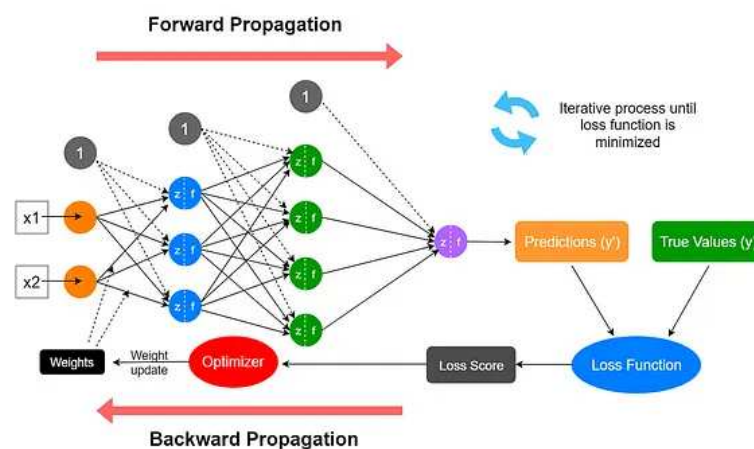 Forward Propagation
1
1
1
Iterative process until
loss function is
minimized
z f
z f
z f
z f
z f
z f
z f
z f
x1
x2
Predictions (y')
True Values (y
Weights
Weight
update
Optimizer
Loss Score
Loss Function
Backward Propagation